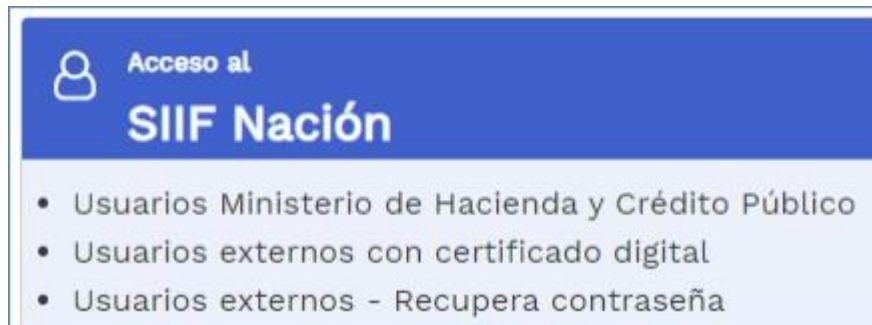 Acceso al
SIIF Nación
• Usuarios Ministerio de Hacienda y Crédito Público
• Usuarios externos con certificado digital
• Usuarios externos - Recupera contraseña